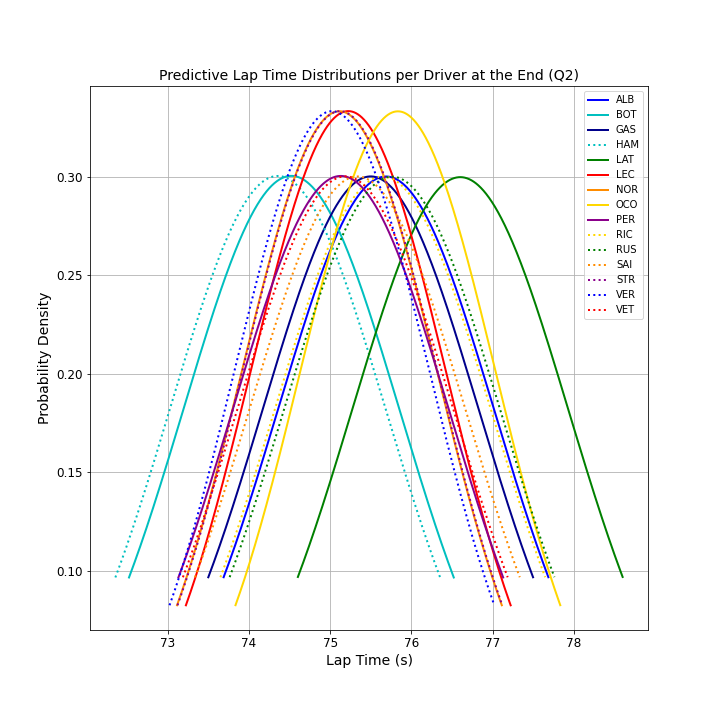 Predictive Lap Time Distributions per Driver at the End (Q2)
ALB
BOT
GAS
HAM
LAT
LEC
NOR
OCO
PER
RIC
RUS
SAI
STR
VER
VET
0.30
0.25
0.20
0.15
0.10
Probability Density
73 74 75 76 77 78
Lap Time (s)